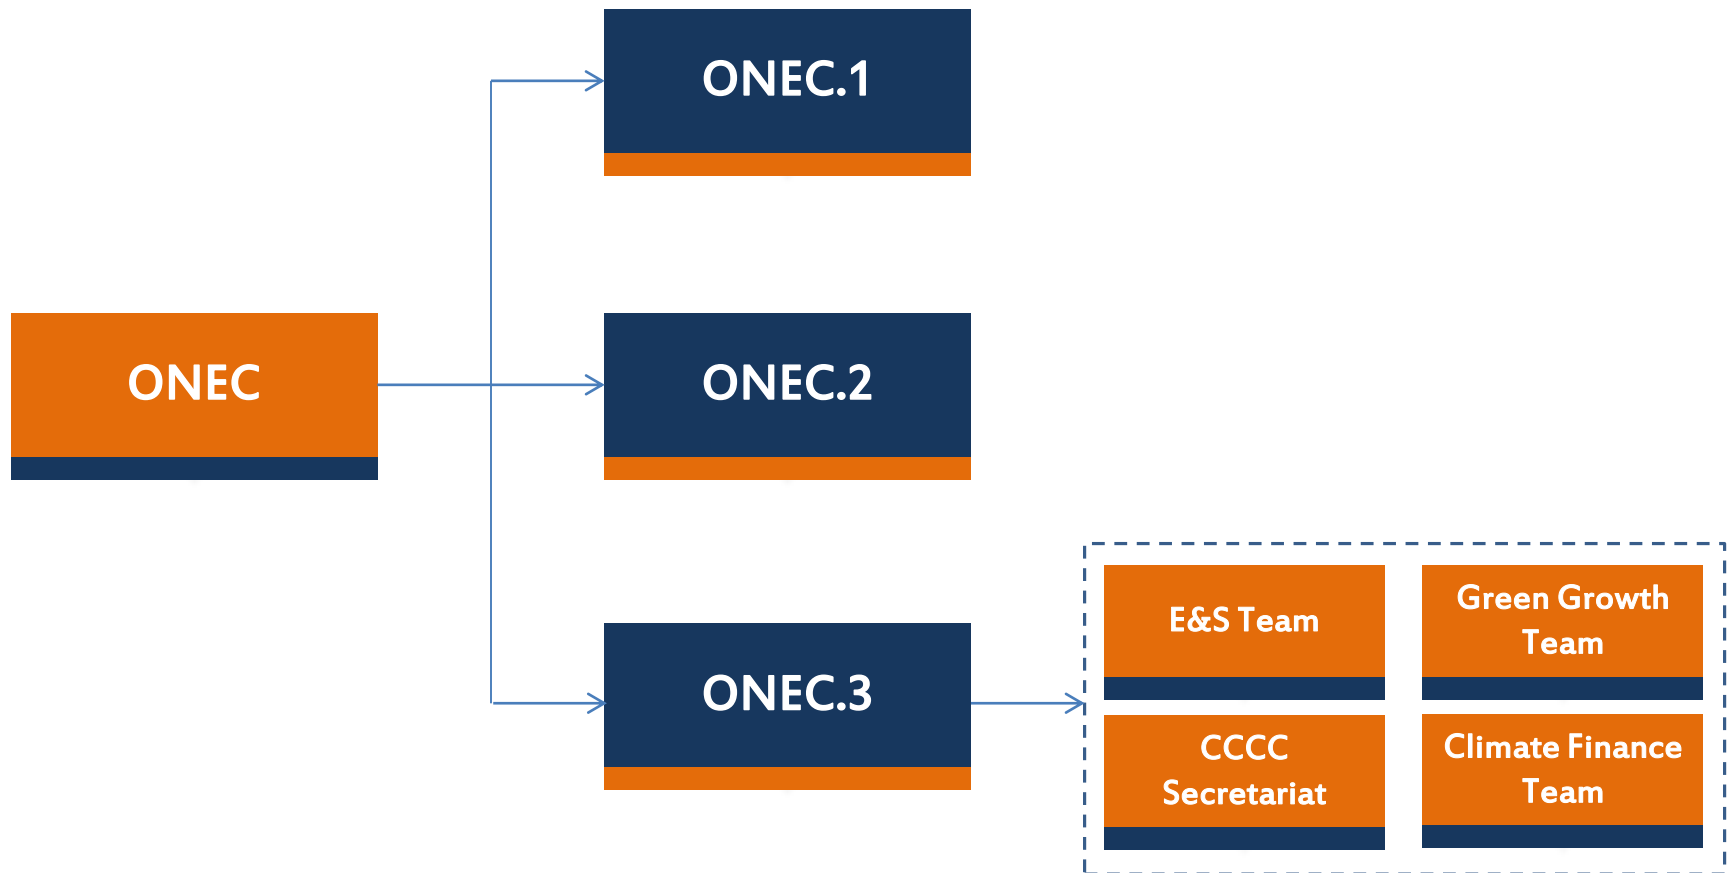 ONEC.1
ONEC
ONEC.2
ONEC.3
E&S Team
Green Growth
Team
CCCC
Secretariat
Climate Finance
Team